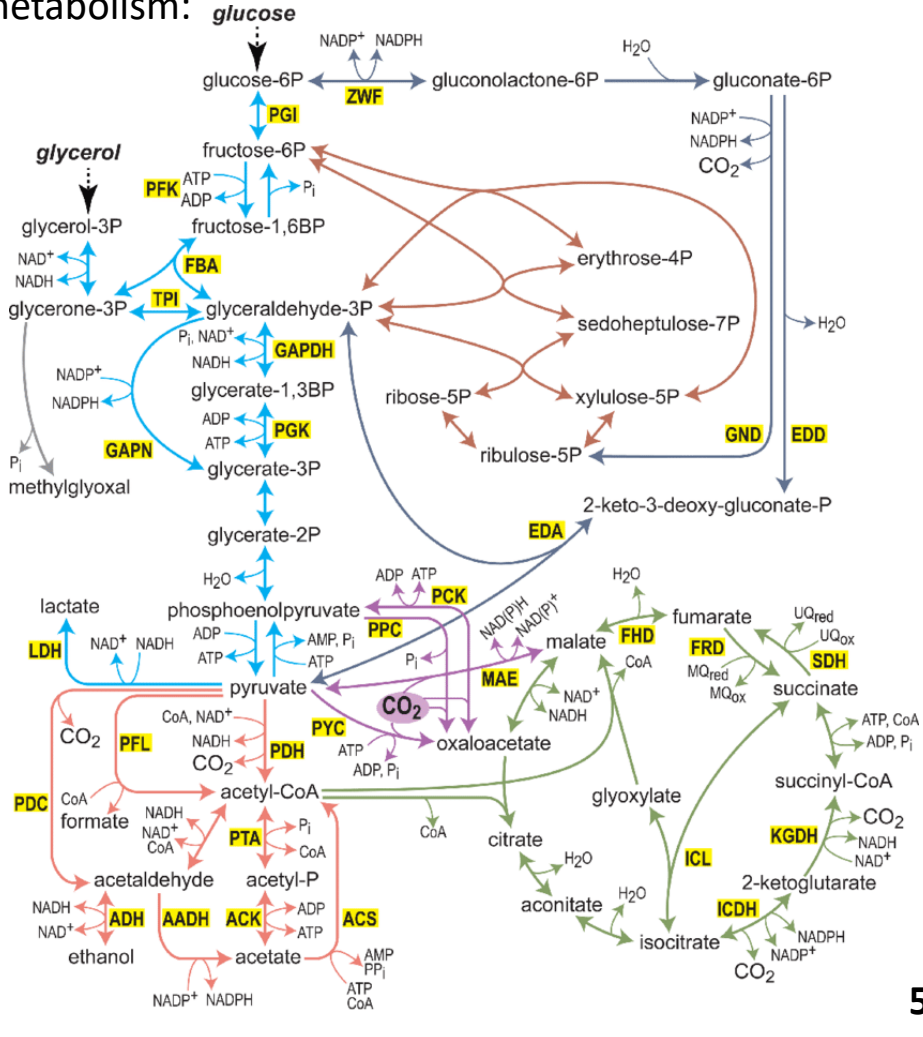 metabolism:
glucose
NADP+ NADPH
H2O
glucose-6P
gluconolactone-6P
gluconate-6P
ZWF
PGI
NADP+
NADPH
CO2
glycerol
fructose-6P
PFK
ATP
ADP
Pi
glycerol-3P
fructose-1,6BP
NAD+
NADH
FBA
erythrose-4P
TPI
glycerone-3P
glyceraldehyde-3P
sedoheptulose-7P
H2O
Pi, NAD+
NADH
GAPDH
NADP+
NADPH
glycerate-1,3BP
ribose-5P
xylulose-5P
ADP
ATP
PGK
GND
EDD
GAPN
ribulose-5P
Pi
glycerate-3P
methylglyoxal
2-keto-3-deoxy-gluconate-P
EDA
glycerate-2P
H2O
ADP ATP
PCK
H2O
lactate
phosphoenolpyruvate
PPC
NAD(P)H
NAD(P)+
fumarate
UQred
UQox
LDH
NAD+ NADH
ADP
ATP
AMP, Pi
ATP
Pi
malate
FHD
FRD
SDH
CoA
MQred
MQox
MAE
pyruvate
succinate
CO2
NAD+
NADH
CO2
PFL
CoA, NAD+
NADH
CO2
PDH
PYC
ATP
ADP, Pi
oxaloacetate
ATP, CoA
ADP, Pi
succinyl-CoA
PDC
CoA
formate
acetyl-CoA
glyoxylate
NADH
NAD+
CoA
PTA
Pi
CoA
CoA
citrate
KGDH
CO2
NADH
NAD+
ICL
H2O
acetaldehyde
acetyl-P
2-ketoglutarate
aconitate
H2O
ICDH
NADH
NAD+
ADH
AADH
ACK
ADP
ATP
ACS
isocitrate
NADPH
NADP+
CO2
ethanol
acetate
AMP
PPi
ATP
CoA
NADP+ NADPH
5